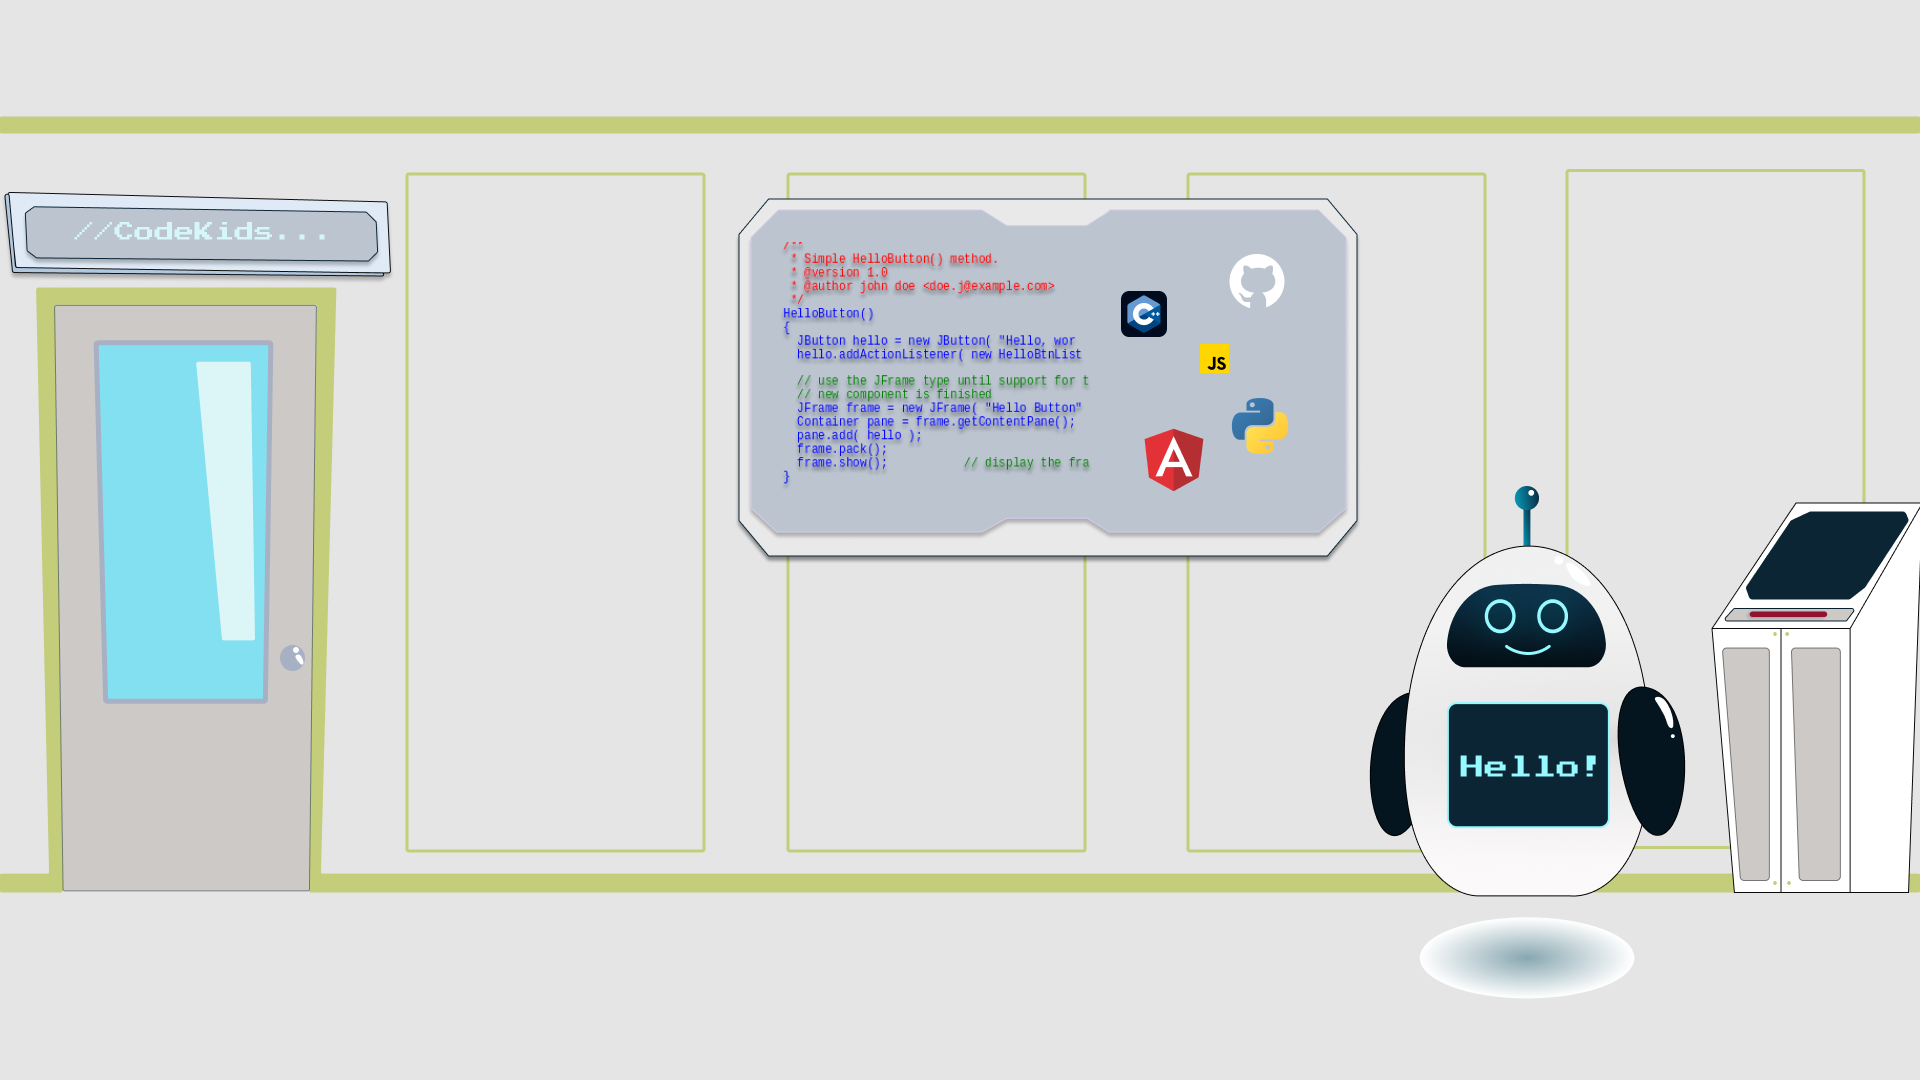 //CodeKids...
/**
 * Simple HelloButton() method.
 * @version 1.0
 * @author john doe <doe.j@example.com>
 */
HelloButton()
{
  JButton hello = new JButton( "Hello, wor
  hello.addActionListener( new HelloBtnList
  // use the JFrame type until support for t
  // new component is finished
  JFrame frame = new JFrame( "Hello Button"
  Container pane = frame.getContentPane();
  pane.add( hello );
  frame.pack();
  frame.show();           // display the fra
}
C++
JS
A
Hello!